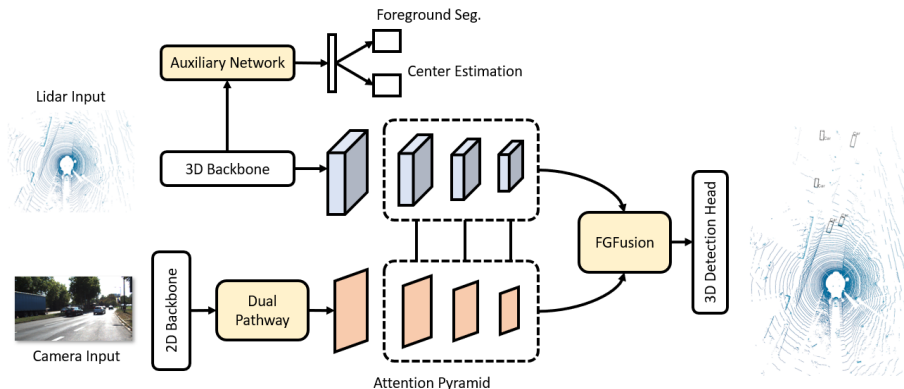 Foreground Seg.
Auxiliary Network
Center Estimation
Lidar Input
3D Backbone
FGFusion
3D Detection Head
2D Backbone
Dual
Pathway
Camera Input
Attention Pyramid